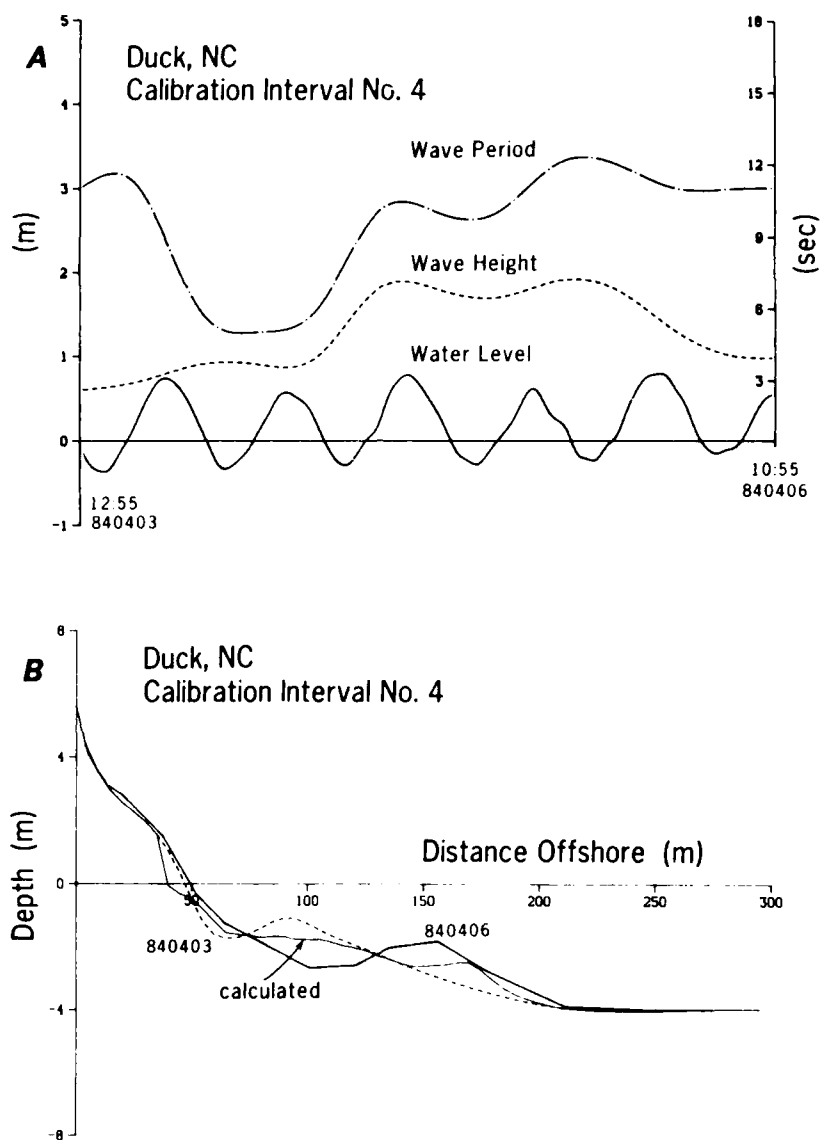 A
Duck, NC
Calibration Interval No. 4
5
4
3
2
1
0
-1
(m)
18
15
12
9
6
3
(sec)
Wave Period
Wave Height
Water Level
12:55
840403
10:55
840406
B
Duck, NC
Calibration Interval No. 4
8
4
0
-4
-8
Depth (m)
Distance Offshore (m)
50
100
150
200
250
300
840403
840406
calculated